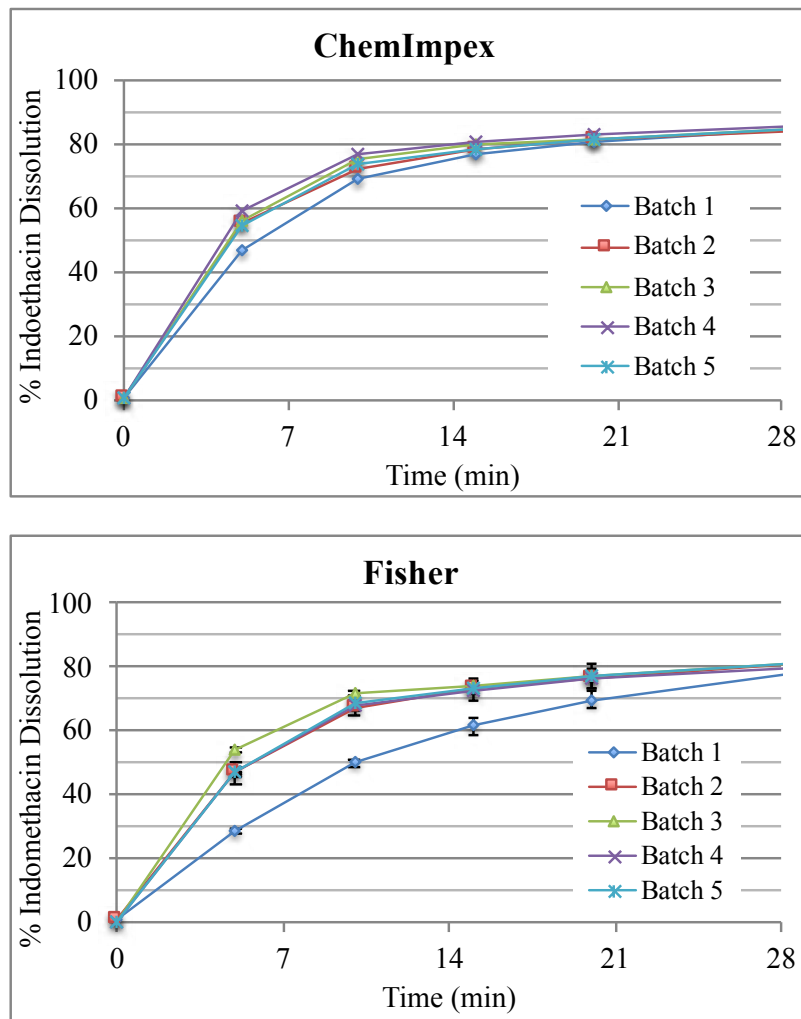 ChemImpex
% Indoethacin Dissolution
100
80
60
40
20
0
Batch 1
Batch 2
Batch 3
Batch 4
Batch 5
0 7 14 21 28
Time (min)
Fisher
% Indomethacin Dissolution
100
80
60
40
20
0
Batch 1
Batch 2
Batch 3
Batch 4
Batch 5
0 7 14 21 28
Time (min)